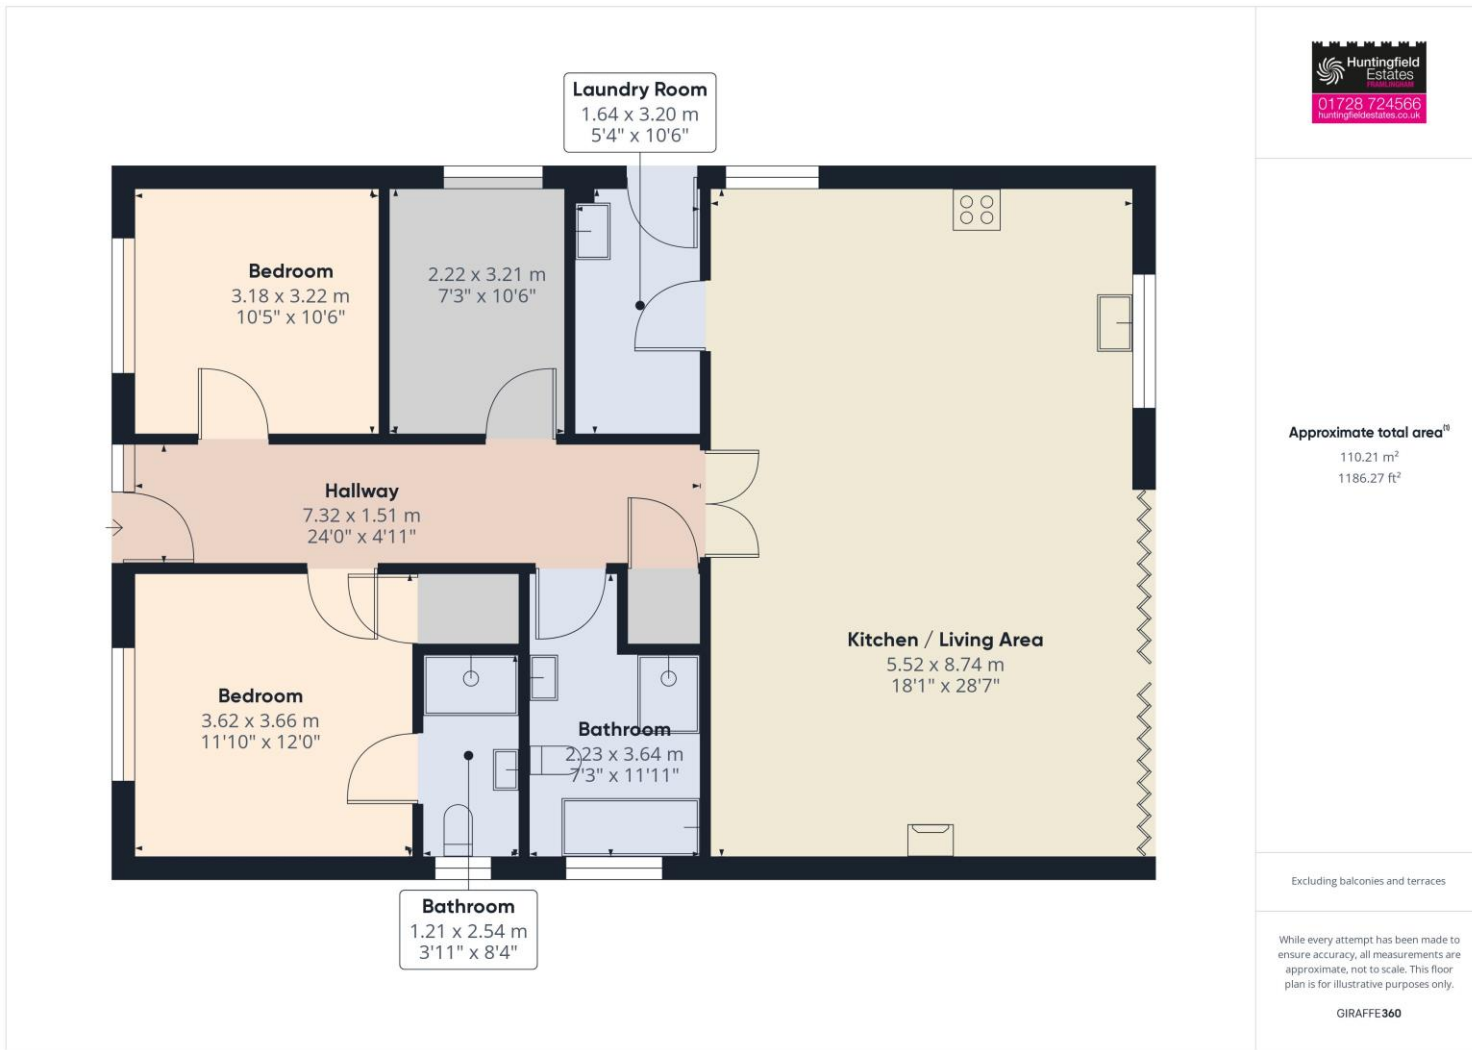 Laundry Room
1.64 x 3.20 m
5'4" x 10'6"
Bedroom
3.18 x 3.22 m
10'5" x 10'6"
2.22 x 3.21 m
7'3" x 10'6"
Hallway
7.32 x 1.51 m
24'0" x 4'11"
Kitchen / Living Area
5.52 x 8.74 m
18'1" x 28'7"
Bedroom
3.62 x 3.66 m
11'10" x 12'0"
Bathroom
2.23 x 3.64 m
7'3" x 11'11"
Bathroom
1.21 x 2.54 m
3'11" x 8'4"
Huntingfield
Estates
FRAMLINGHAM
01728 724566
huntingfieldestates.co.uk
Approximate total area⁽¹⁾
110.21 m²
1186.27 ft²
Excluding balconies and terraces
While every attempt has been made to
ensure accuracy, all measurements are
approximate, not to scale. This floor
plan is for illustrative purposes only.
GIRAFFE360